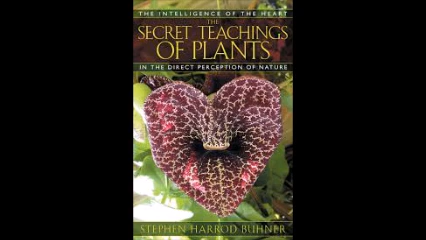 THE INTELLIGENCE OF THE HEART
THE
SECRET TEACHINGS
OF PLANTS
IN THE DIRECT PERCEPTION OF NATURE
STEPHEN HARROD BUHNER